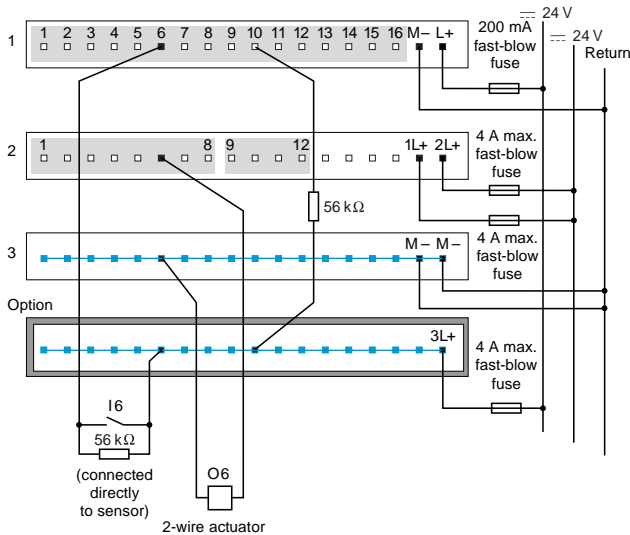 ⎓ 24 V
1 2 3 4 5 6 7 8 9 10 11 12 13 14 15 16 M– L+
1
200 mA
fast-blow
fuse
⎓ 24 V
Return
2
1 8 9 12 1L+ 2L+
4 A max.
fast-blow
fuse
56 kΩ
3
M – M –
4 A max.
fast-blow
fuse
Option
3L+
4 A max.
fast-blow
fuse
I6
56 kΩ
(connected
directly
to sensor)
O6
2-wire actuator